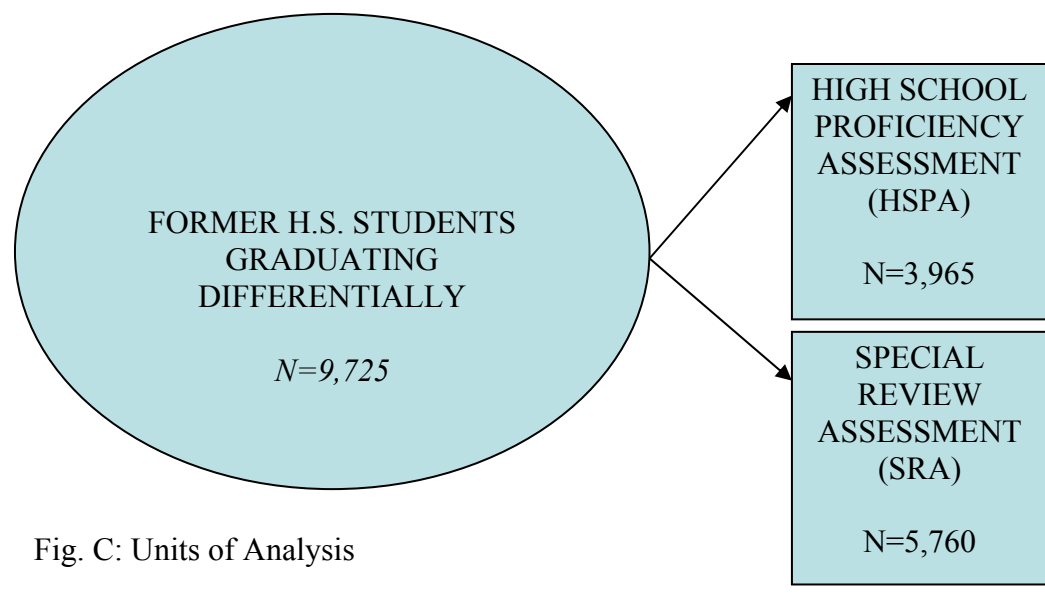 FORMER H.S. STUDENTS
GRADUATING
DIFFERENTIALLY
N=9,725
HIGH SCHOOL
PROFICIENCY
ASSESSMENT
(HSPA)
N=3,965
SPECIAL
REVIEW
ASSESSMENT
(SRA)
N=5,760
Fig. C: Units of Analysis